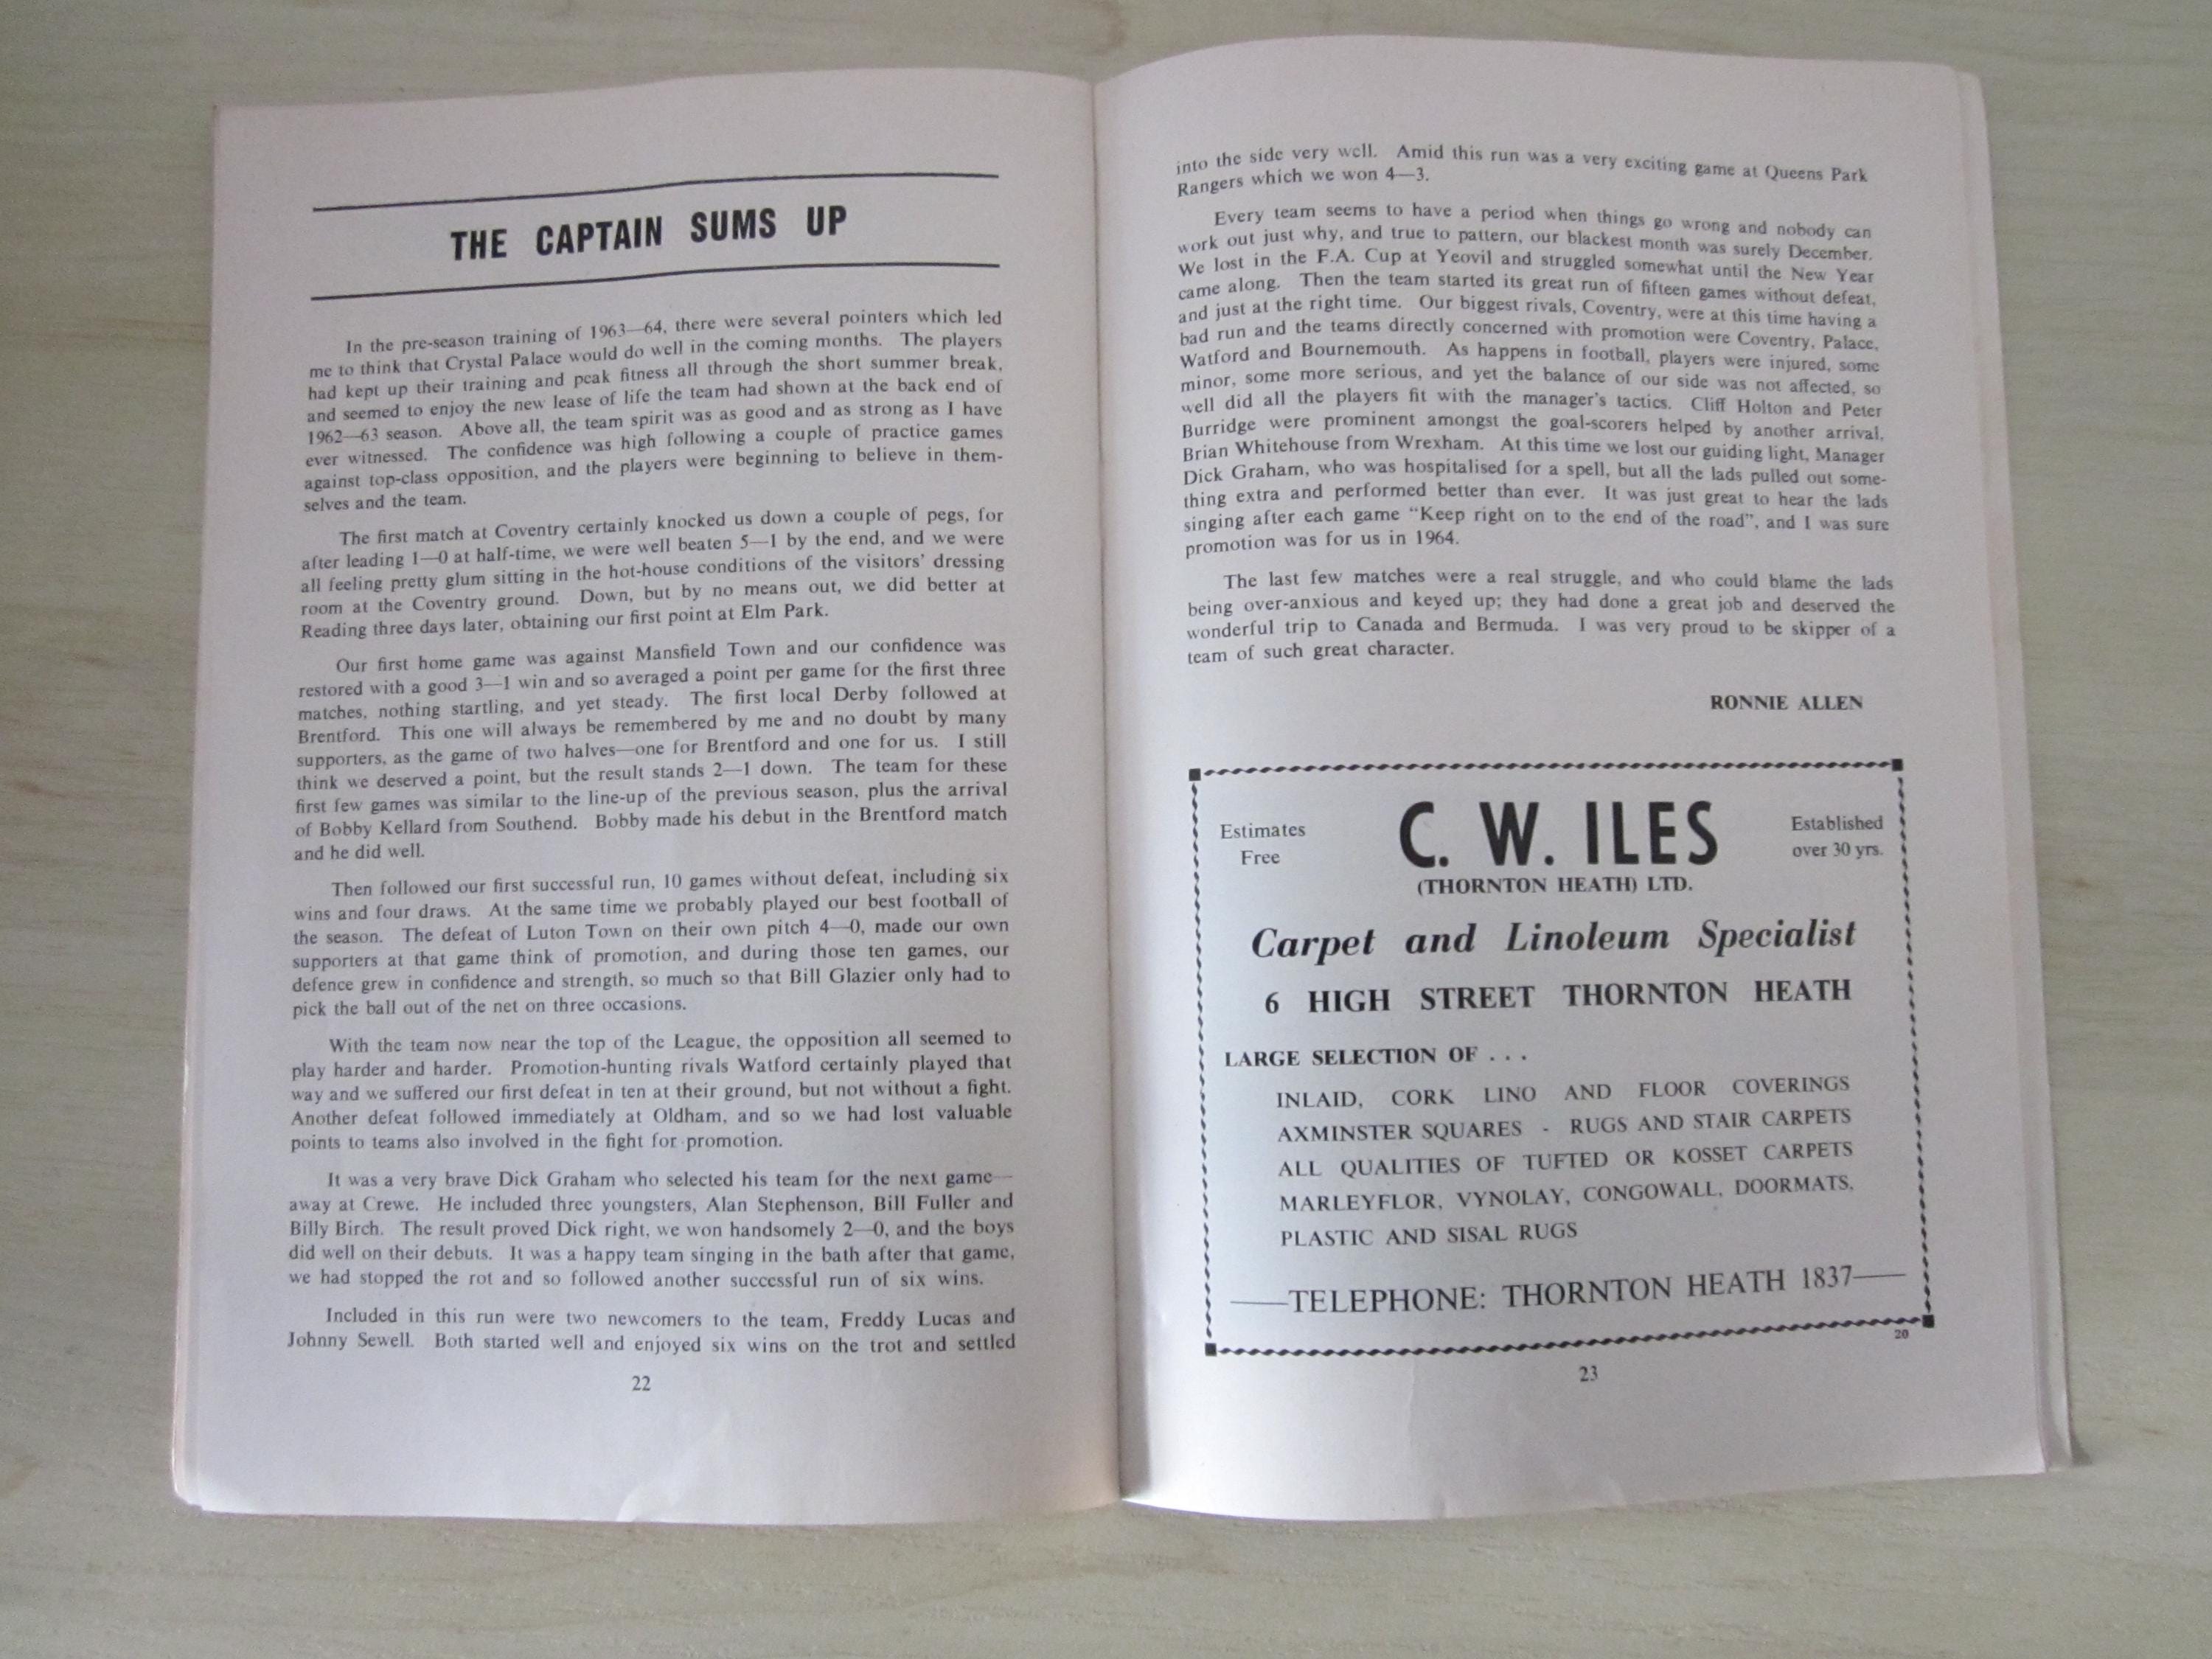 THE CAPTAIN SUMS UP
In the pre-season training of 1963—64, there were several pointers which led
me to think that Crystal Palace would do well in the coming months. The players
had kept up their training and peak fitness all through the short summer break,
and seemed to enjoy the new lease of life the team had shown at the back end of
1962—63 season. Above all, the team spirit was as good and as strong as I have
ever witnessed. The confidence was high following a couple of practice games
against top-class opposition, and the players were beginning to believe in them-
selves and the team.
The first match at Coventry certainly knocked us down a couple of pegs, for
after leading 1—0 at half-time, we were well beaten 5—1 by the end, and we were
all feeling pretty glum sitting in the hot-house conditions of the visitors' dressing
room at the Coventry ground. Down, but by no means out, we did better at
Reading three days later, obtaining our first point at Elm Park.
Our first home game was against Mansfield Town and our confidence was
restored with a good 3—1 win and so averaged a point per game for the first three
matches, nothing startling, and yet steady. The first local Derby followed at
Brentford. This one will always be remembered by me and no doubt by many
supporters, as the game of two halves—one for Brentford and one for us. I still
think we deserved a point, but the result stands 2—1 down. The team for these
first few games was similar to the line-up of the previous season, plus the arrival
of Bobby Kellard from Southend. Bobby made his debut in the Brentford match
and he did well.
Then followed our first successful run, 10 games without defeat, including six
wins and four draws. At the same time we probably played our best football of
the season. The defeat of Luton Town on their own pitch 4—0, made our own
supporters at that game think of promotion, and during those ten games, our
defence grew in confidence and strength, so much so that Bill Glazier only had to
pick the ball out of the net on three occasions.
With the team now near the top of the League, the opposition all seemed to
play harder and harder. Promotion-hunting rivals Watford certainly played that
way and we suffered our first defeat in ten at their ground, but not without a fight.
Another defeat followed immediately at Oldham, and so we had lost valuable
points to teams also involved in the fight for promotion.
It was a very brave Dick Graham who selected his team for the next game—
away at Crewe. He included three youngsters, Alan Stephenson, Bill Fuller and
Billy Birch. The result proved Dick right, we won handsomely 2—0, and the boys
did well on their debuts. It was a happy team singing in the bath after that game,
we had stopped the rot and so followed another successful run of six wins.
Included in this run were two newcomers to the team, Freddy Lucas and
Johnny Sewell. Both started well and enjoyed six wins on the trot and settled
22
into the side very well. Amid this run was a very exciting game at Queens Park
Rangers which we won 4—3.
Every team seems to have a period when things go wrong and nobody can
work out just why, and true to pattern, our blackest month was surely December.
We lost in the F.A. Cup at Yeovil and struggled somewhat until the New Year
came along. Then the team started its great run of fifteen games without defeat,
and just at the right time. Our biggest rivals, Coventry, were at this time having a
bad run and the teams directly concerned with promotion were Coventry, Palace,
Watford and Bournemouth. As happens in football, players were injured, some
minor, some more serious, and yet the balance of our side was not affected, so
well did all the players fit with the manager's tactics. Cliff Holton and Peter
Burridge were prominent amongst the goal-scorers helped by another arrival,
Brian Whitehouse from Wrexham. At this time we lost our guiding light, Manager
Dick Graham, who was hospitalised for a spell, but all the lads pulled out some-
thing extra and performed better than ever. It was just great to hear the lads
singing after each game "Keep right on to the end of the road", and I was sure
promotion was for us in 1964.
The last few matches were a real struggle, and who could blame the lads
being over-anxious and keyed up; they had done a great job and deserved the
wonderful trip to Canada and Bermuda. I was very proud to be skipper of a
team of such great character.
RONNIE ALLEN
Estimates
Free
C. W. ILES
Established
over 30 yrs.
(THORNTON HEATH) LTD.
Carpet and Linoleum Specialist
6 HIGH STREET THORNTON HEATH
LARGE SELECTION OF . . .
INLAID, CORK LINO AND FLOOR COVERINGS
AXMINSTER SQUARES - RUGS AND STAIR CARPETS
ALL QUALITIES OF TUFTED OR KOSSET CARPETS
MARLEYFLOR, VYNOLAY, CONGOWALL, DOORMATS,
PLASTIC AND SISAL RUGS
—TELEPHONE: THORNTON HEATH 1837—
20
23